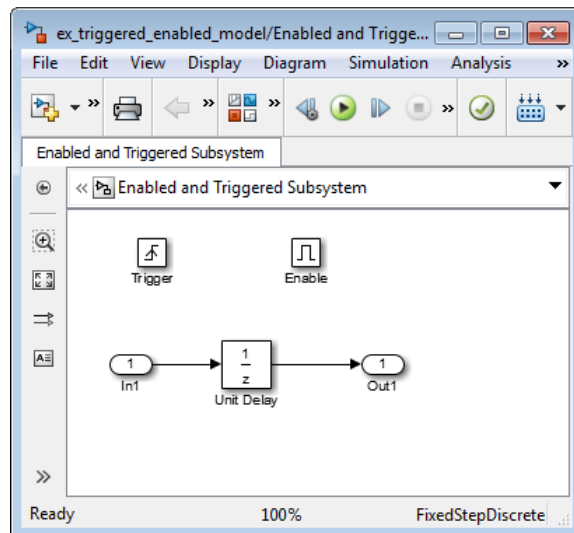 ex_triggered_enabled_model/Enabled and Trigge...
File Edit View Display Diagram Simulation Analysis »
» » » »
Enabled and Triggered Subsystem
« Enabled and Triggered Subsystem
Trigger Enable
1 1 1
z
In1 Out1
Unit Delay
A
»
Ready 100% FixedStepDiscrete